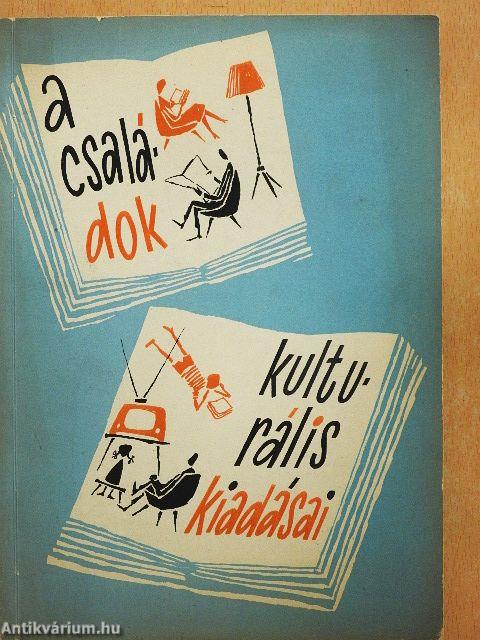 a
csalá-
dok
kultu-
rális
kiadásai
Antikvárium.hu